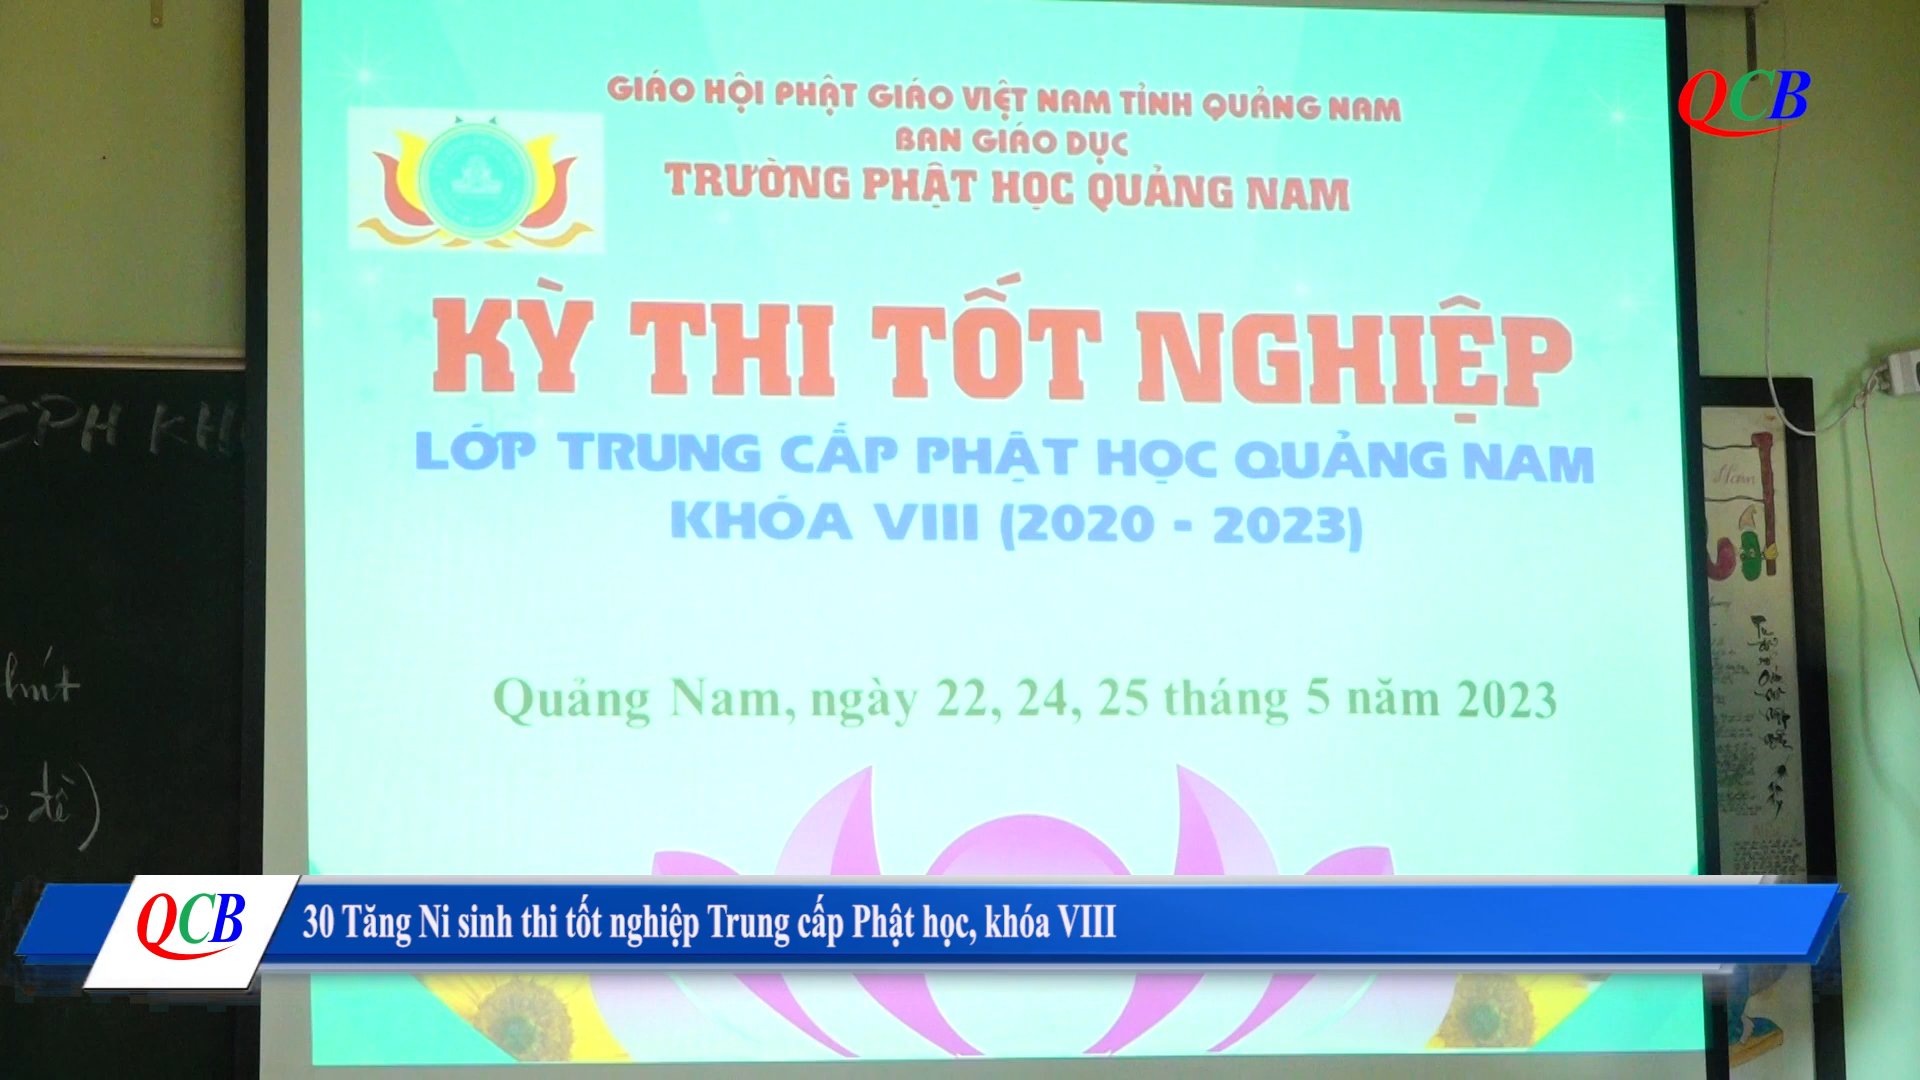 GIÁO HỘI PHẬT GIÁO VIỆT NAM TỈNH QUẢNG NAM
BAN GIÁO DỤC
TRƯỜNG PHẬT HỌC QUẢNG NAM
QCB
KỲ THI TỐT NGHIỆP
LỚP TRUNG CẤP PHẬT HỌC QUẢNG NAM
KHÓA VIII (2020 - 2023)
Quảng Nam, ngày 22, 24, 25 tháng 5 năm 2023
đề)
QCB
30 Tăng Ni sinh thi tốt nghiệp Trung cấp Phật học, khóa VIII